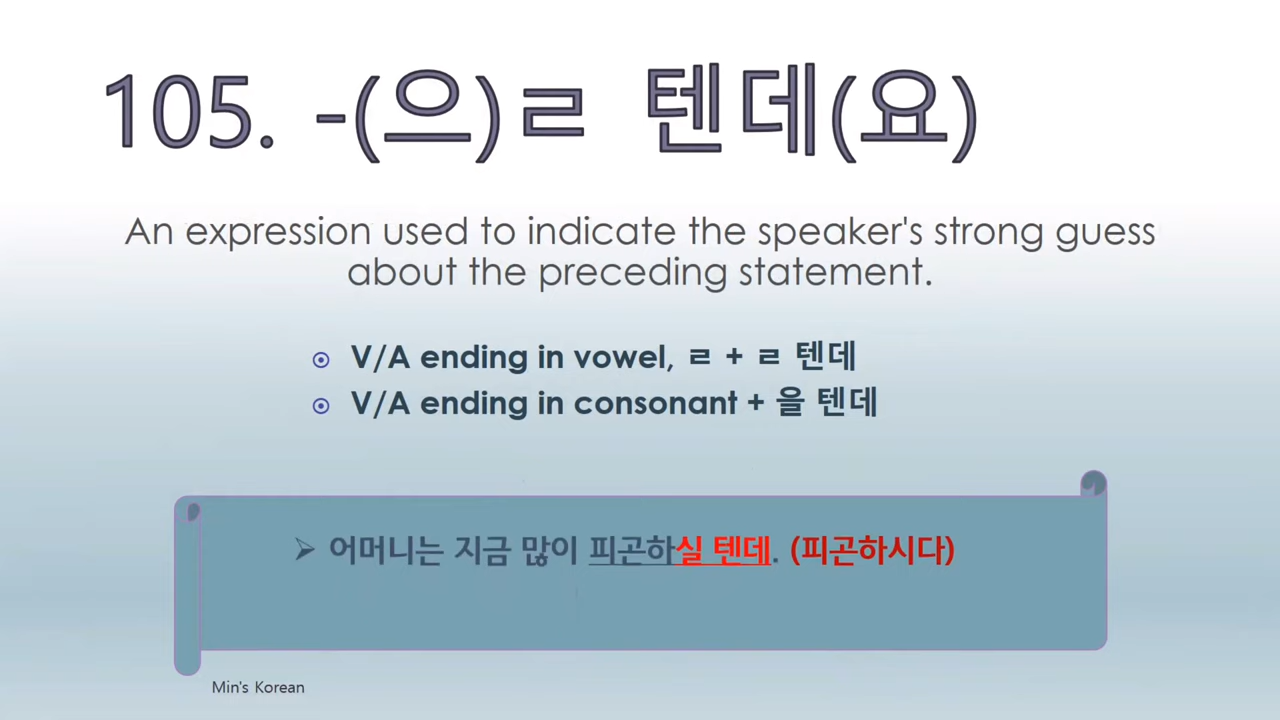 105. -(으)ㄹ 텐데(요)
An expression used to indicate the speaker's strong guess
about the preceding statement.
V/A ending in vowel, ㄹ + ㄹ 텐데
V/A ending in consonant + 을 텐데
어머니는 지금 많이 피곤하실 텐데. (피곤하시다)
Min's Korean